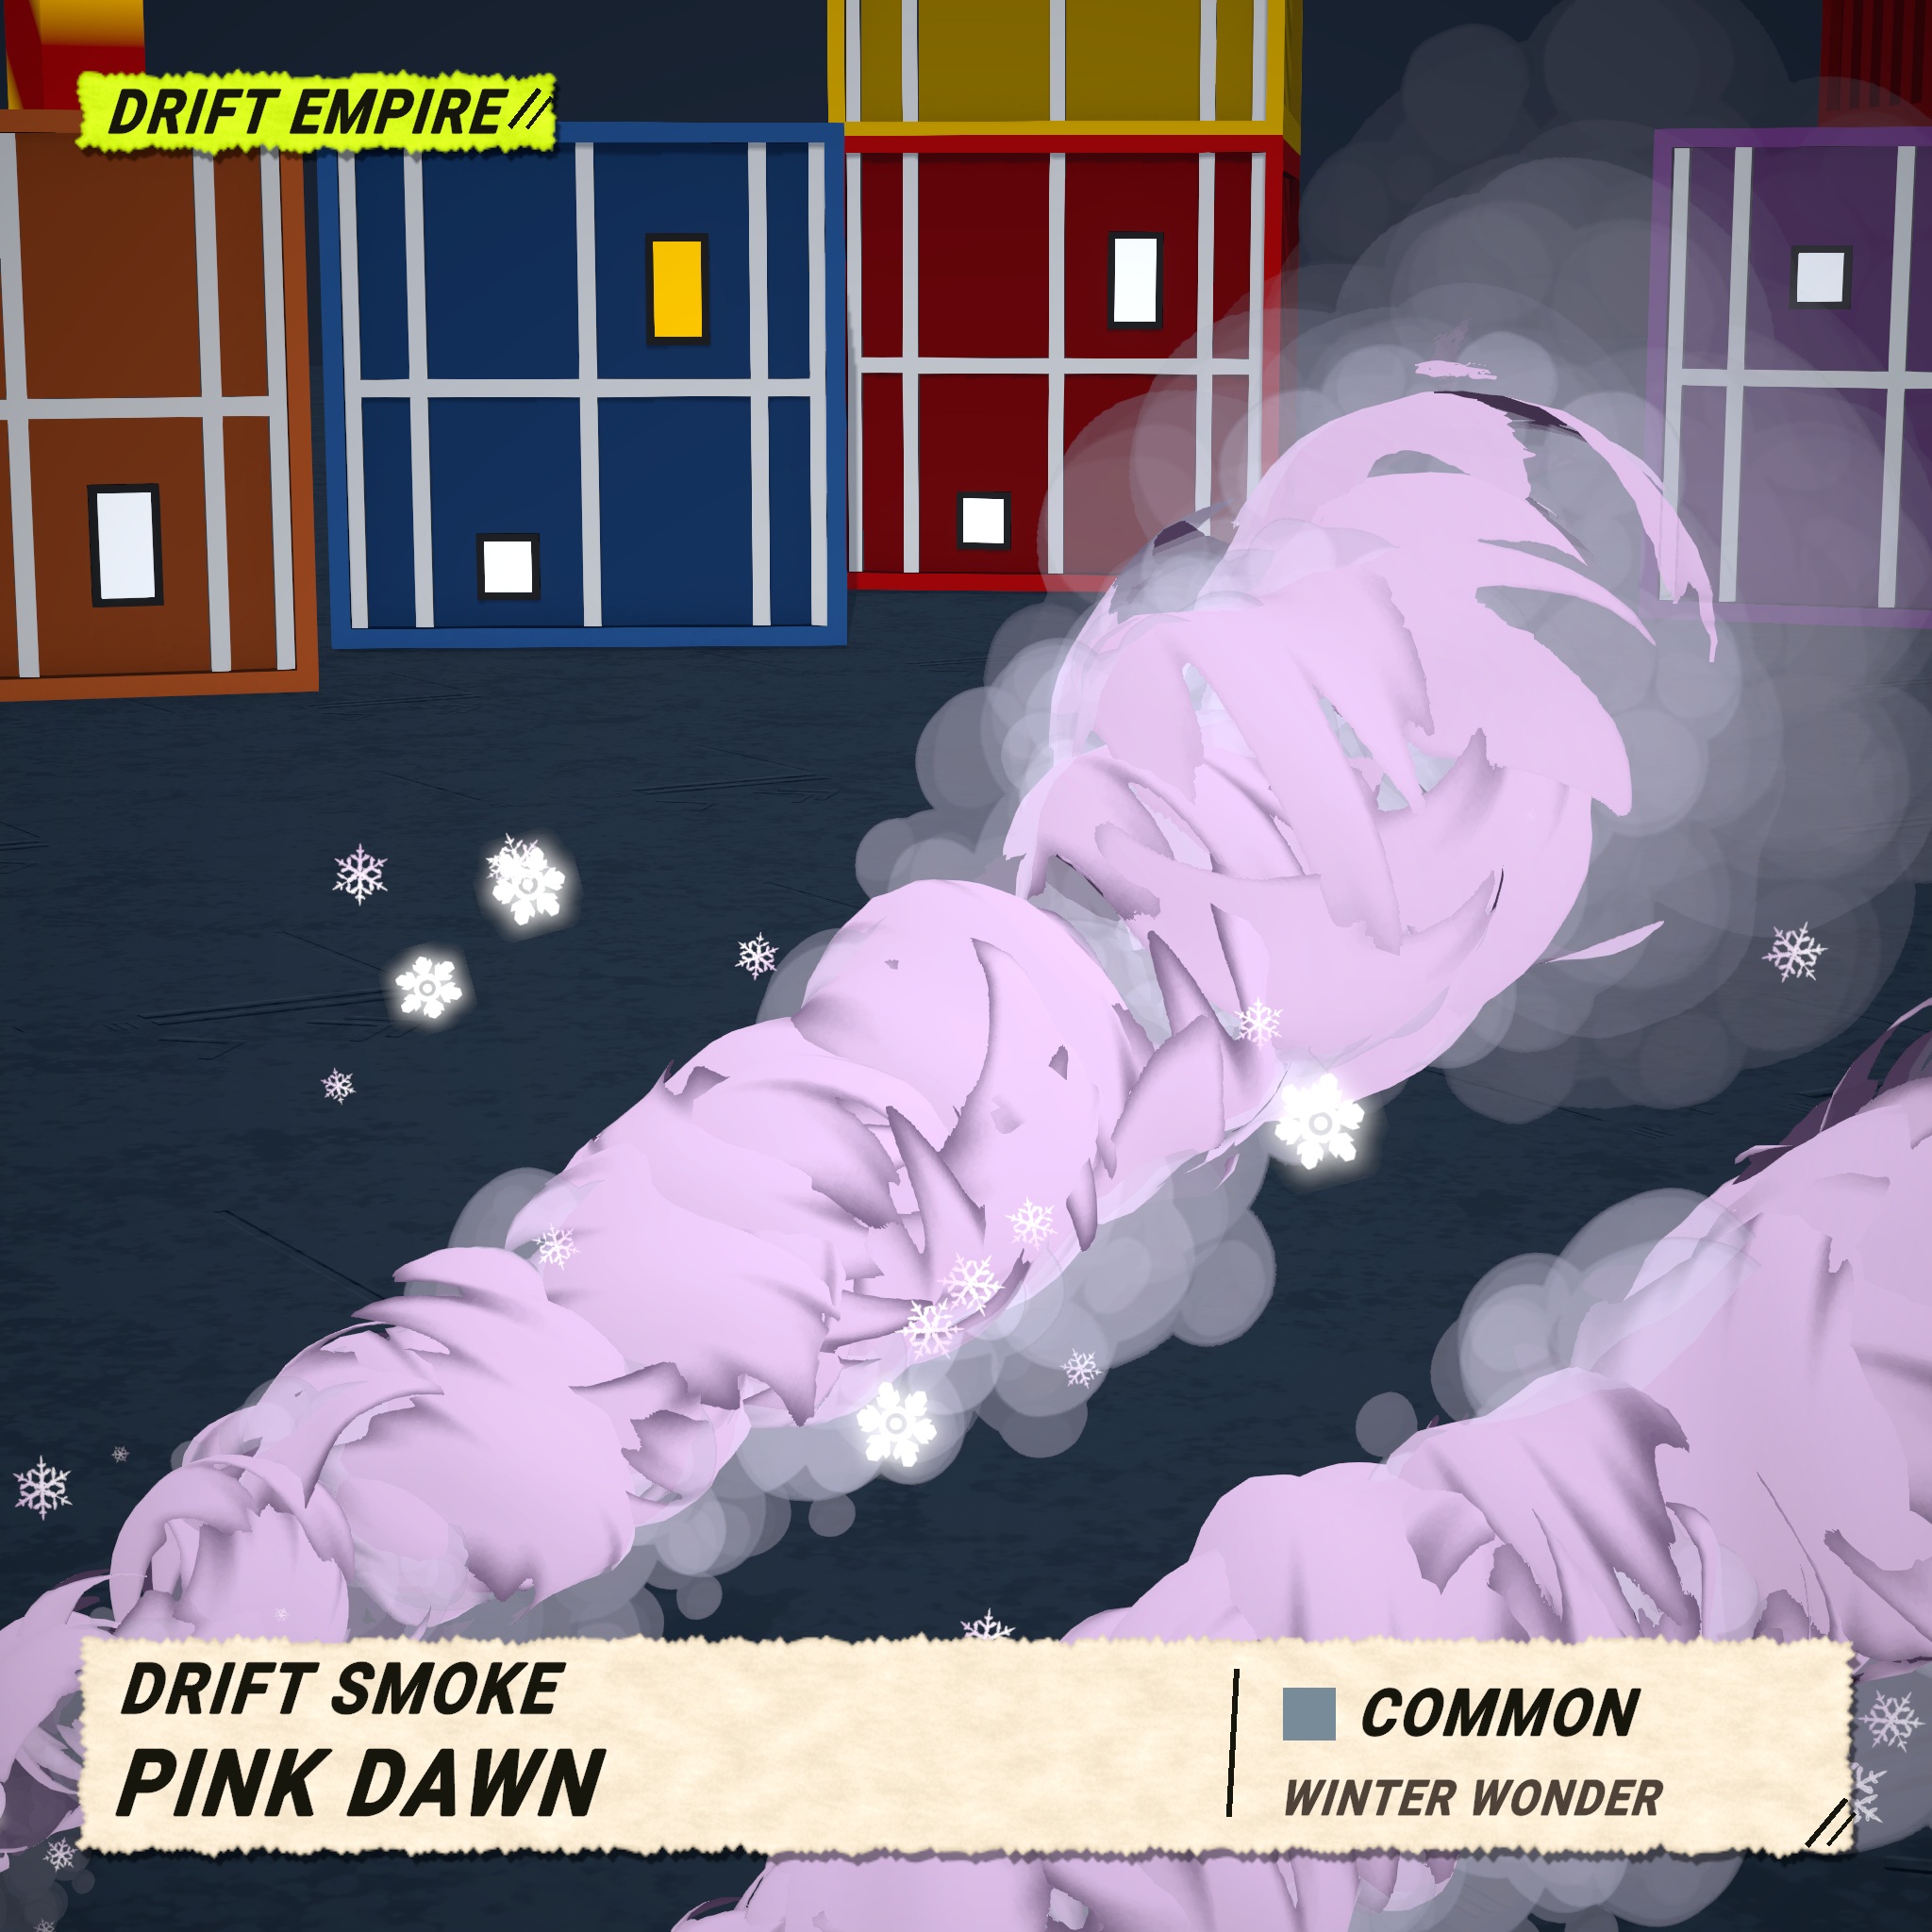 DRIFT EMPIRE//
DRIFT SMOKE
PINK DAWN
COMMON
WINTER WONDER